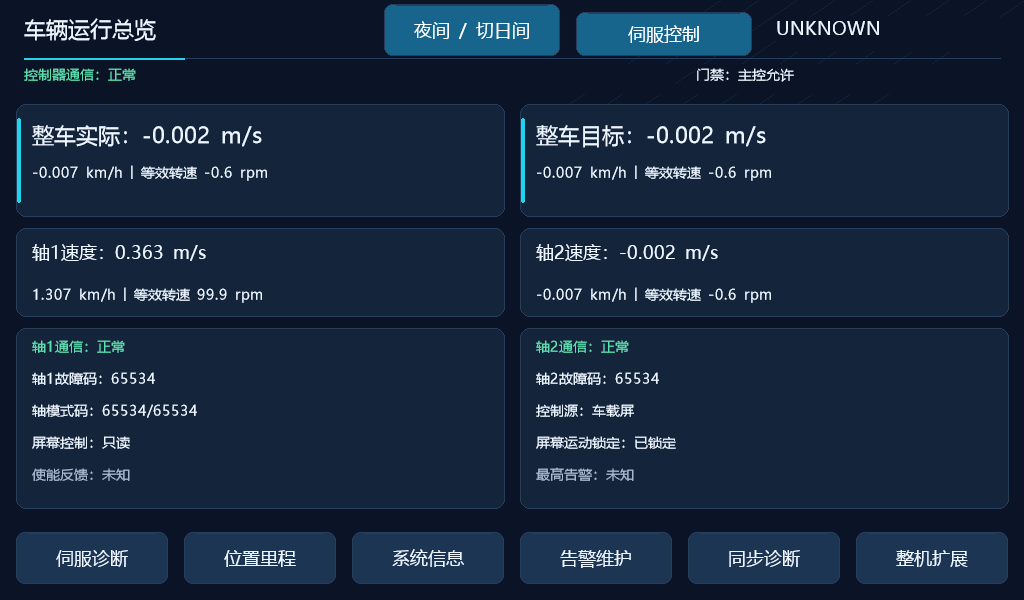 车辆运行总览
夜间 / 切日间
伺服控制
UNKNOWN
控制器通信：正常
门禁：主控允许
整车实际：-0.002 m/s
-0.007 km/h | 等效转速 -0.6 rpm
整车目标：-0.002 m/s
-0.007 km/h | 等效转速 -0.6 rpm
轴1速度：0.363 m/s
1.307 km/h | 等效转速 99.9 rpm
轴2速度：-0.002 m/s
-0.007 km/h | 等效转速 -0.6 rpm
轴1通信：正常
轴1故障码：65534
轴模式码：65534/65534
屏幕控制：只读
使能反馈：未知
轴2通信：正常
轴2故障码：65534
控制源：车载屏
屏幕运动锁定：已锁定
最高告警：未知
伺服诊断
位置里程
系统信息
告警维护
同步诊断
整机扩展